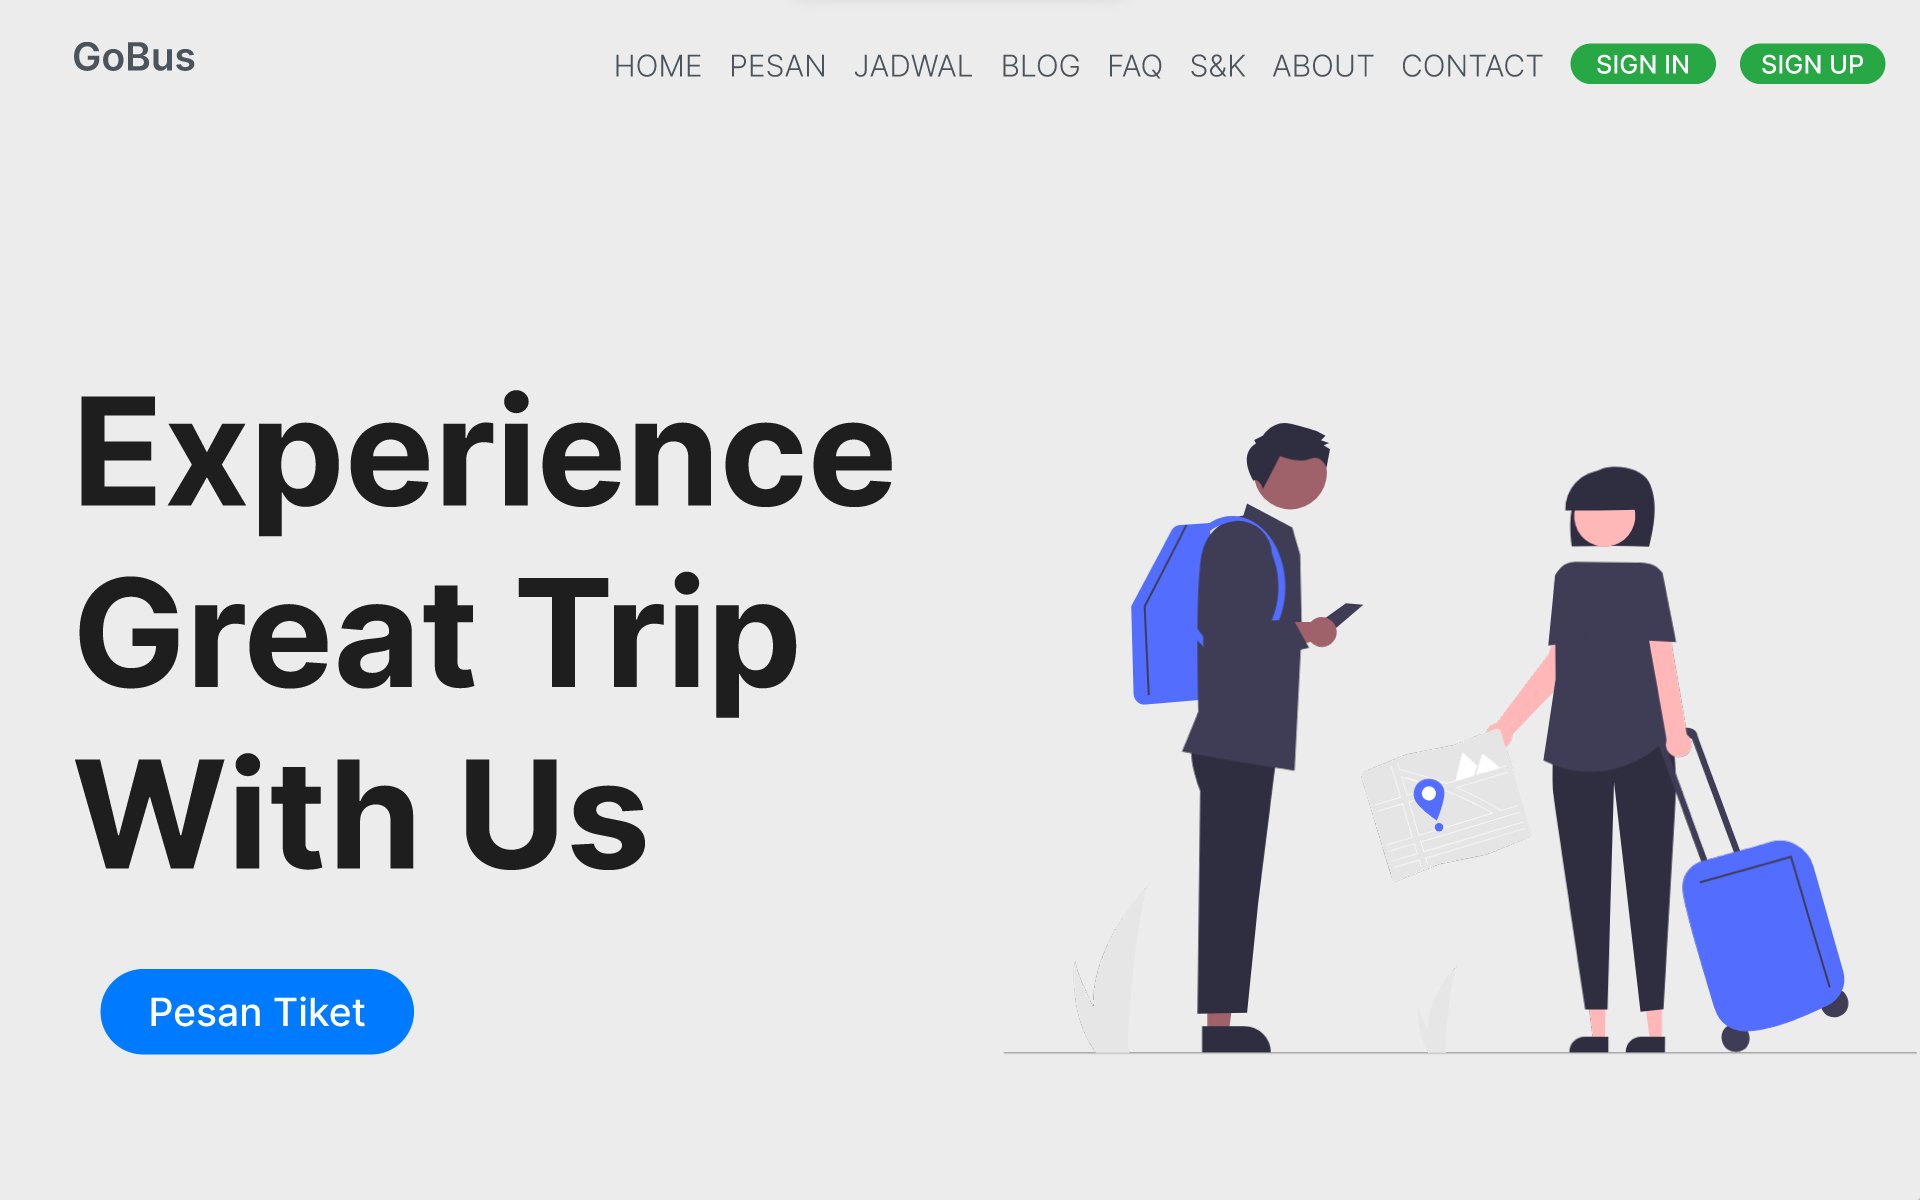 GoBus
HOME PESAN JADWAL BLOG FAQ S&K ABOUT CONTACT SIGN IN SIGN UP
Experience
Great Trip
With Us
Pesan Tiket